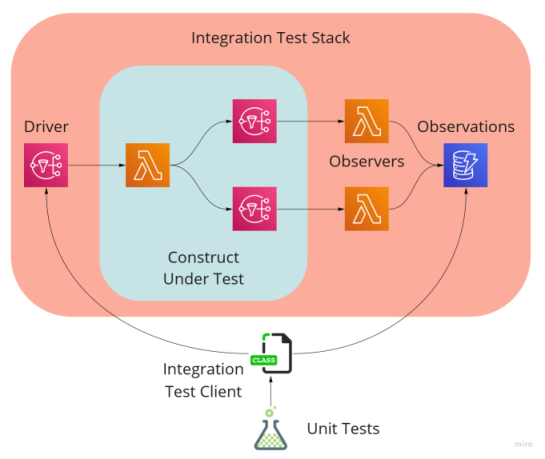 Integration Test Stack
Driver
Observations
Observers
Construct
Under Test
CLASS
Integration
Test Client
Unit Tests
miro